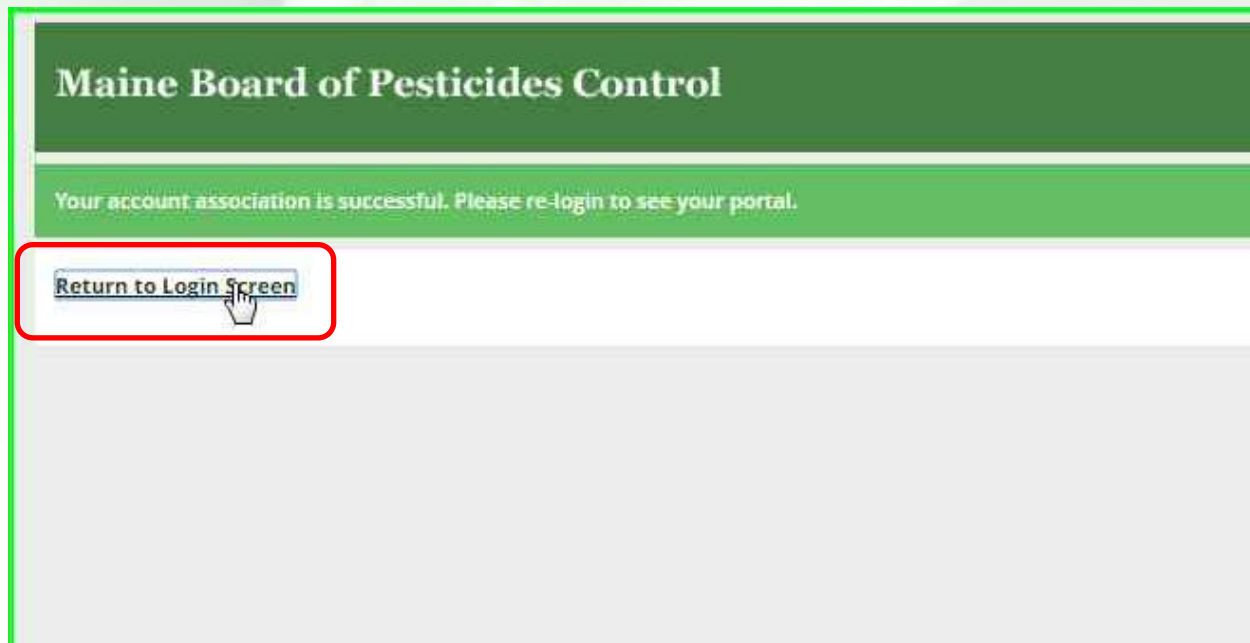 Maine Board of Pesticides Control
Your account association is successful. Please re-login to see your portal.
Return to Login Screen